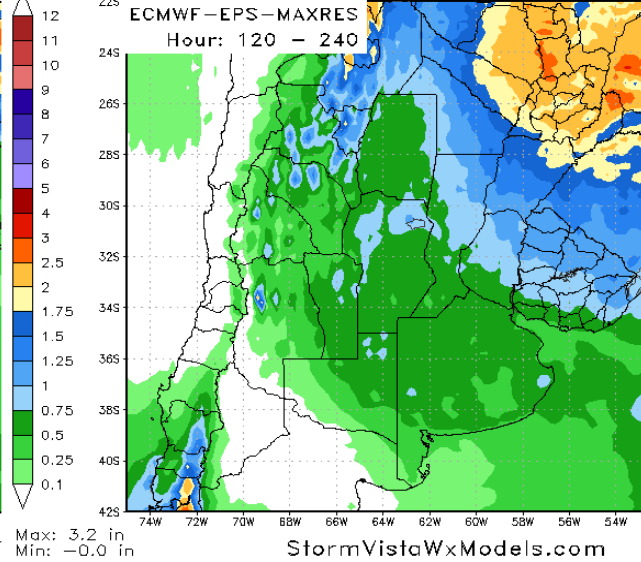 ECMWF-EPS-MAXRES
Hour: 120 - 240
12
11
10
9
8
7
6
5
4
3
2.5
2
1.75
1.5
1.25
1
0.75
0.5
0.25
0.1
22S
24S
26S
28S
30S
32S
34S
36S
38S
40S
42S
74W 72W 70W 68W 66W 64W 62W 60W 58W 56W 54W
Max: 3.2 in
Min: -0.0 in
StormVistaWxModels.com